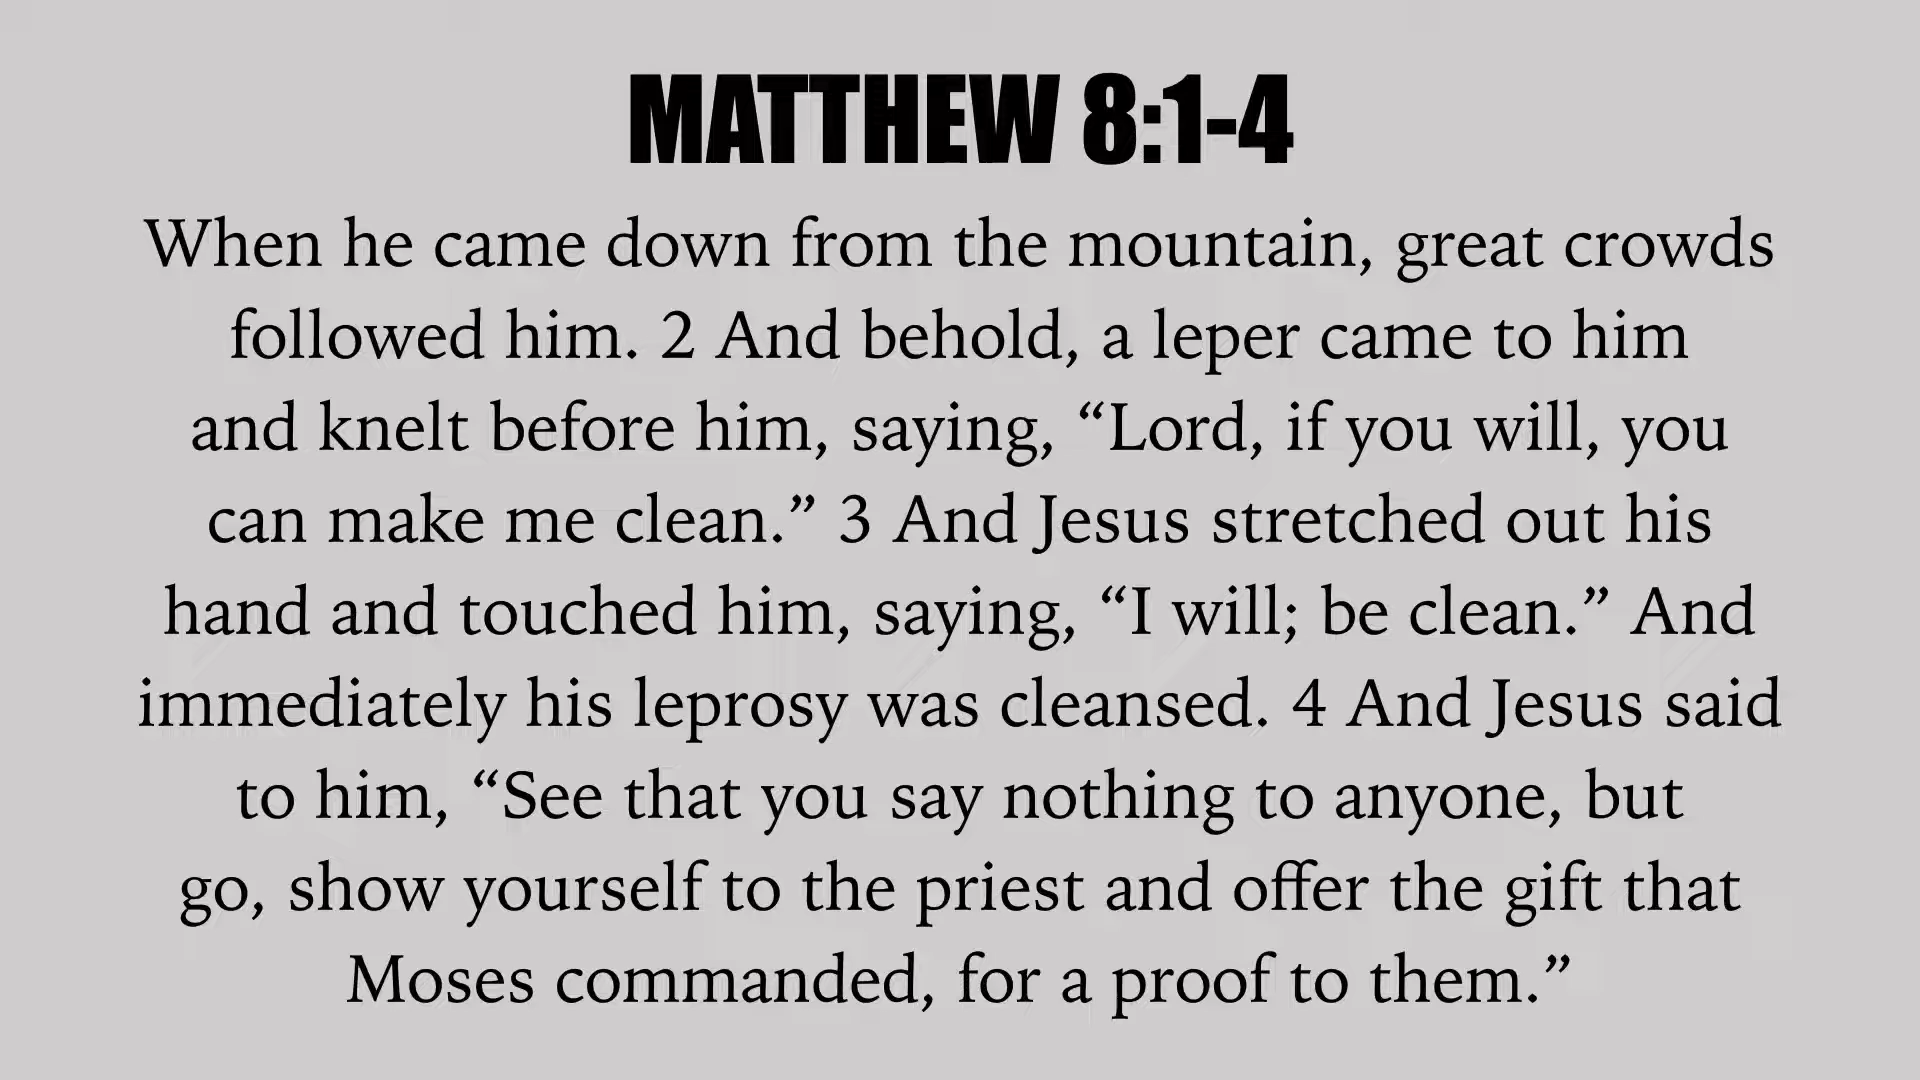 MATTHEW 8:1-4
When he came down from the mountain, great crowds
followed him. 2 And behold, a leper came to him
and knelt before him, saying, “Lord, if you will, you
can make me clean.” 3 And Jesus stretched out his
hand and touched him, saying, “I will; be clean.” And
immediately his leprosy was cleansed. 4 And Jesus said
to him, “See that you say nothing to anyone, but
go, show yourself to the priest and offer the gift that
Moses commanded, for a proof to them.”